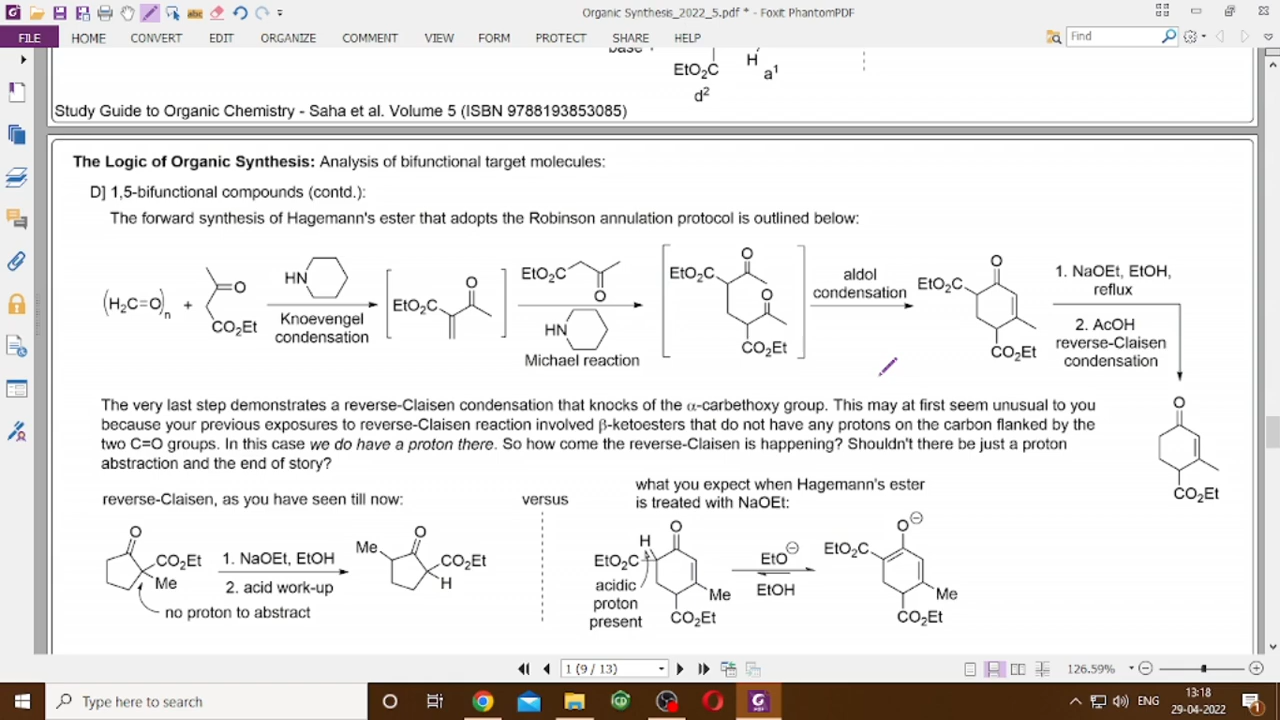 Organic Synthesis_2022_5.pdf * - Foxit PhantomPDF
FILE HOME CONVERT EDIT ORGANIZE COMMENT VIEW FORM PROTECT SHARE HELP Find
base
EtO2C H a1
d2
Study Guide to Organic Chemistry - Saha et al. Volume 5 (ISBN 9788193853085)
The Logic of Organic Synthesis: Analysis of bifunctional target molecules:
D] 1,5-bifunctional compounds (contd.):
The forward synthesis of Hagemann's ester that adopts the Robinson annulation protocol is outlined below:
(H2C=O)n + O CO2Et
HN
Knoevengel
condensation
EtO2C O
EtO2C O
HN
Michael reaction
EtO2C O O CO2Et
aldol
condensation
EtO2C O CO2Et
1. NaOEt, EtOH,
reflux
2. AcOH
reverse-Claisen
condensation
O
CO2Et
The very last step demonstrates a reverse-Claisen condensation that knocks of the α-carbethoxy group. This may at first seem unusual to you
because your previous exposures to reverse-Claisen reaction involved β-ketoesters that do not have any protons on the carbon flanked by the
two C=O groups. In this case we do have a proton there. So how come the reverse-Claisen is happening? Shouldn't there be just a proton
abstraction and the end of story?
reverse-Claisen, as you have seen till now:
versus
what you expect when Hagemann's ester
is treated with NaOEt:
O CO2Et Me
no proton to abstract
1. NaOEt, EtOH
2. acid work-up
Me O CO2Et H
H O EtO2C Me CO2Et
acidic
proton
present
EtO⊖
EtOH
O⊖ EtO2C Me CO2Et
1 (9 / 13) 126.59%
Type here to search
ENG 13:18
29-04-2022
1